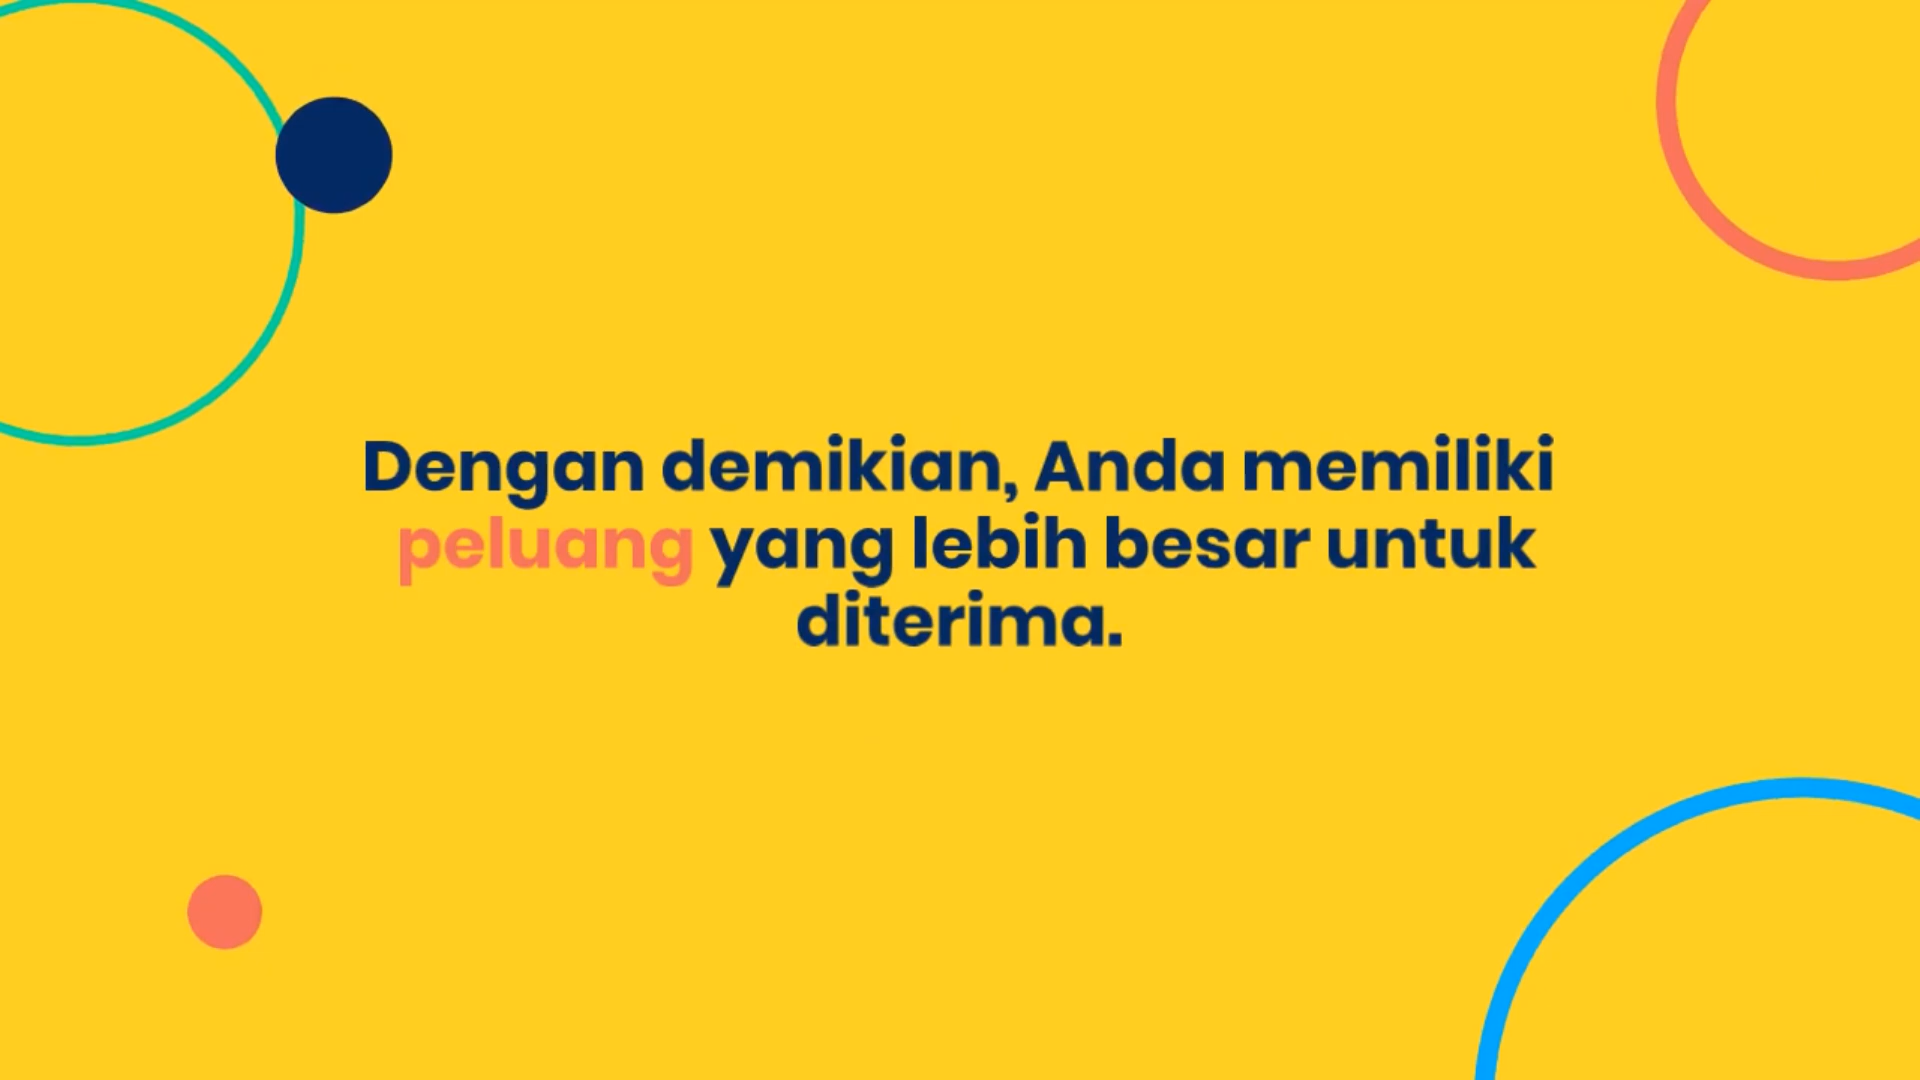 Dengan demikian, Anda memiliki
peluang yang lebih besar untuk
diterima.